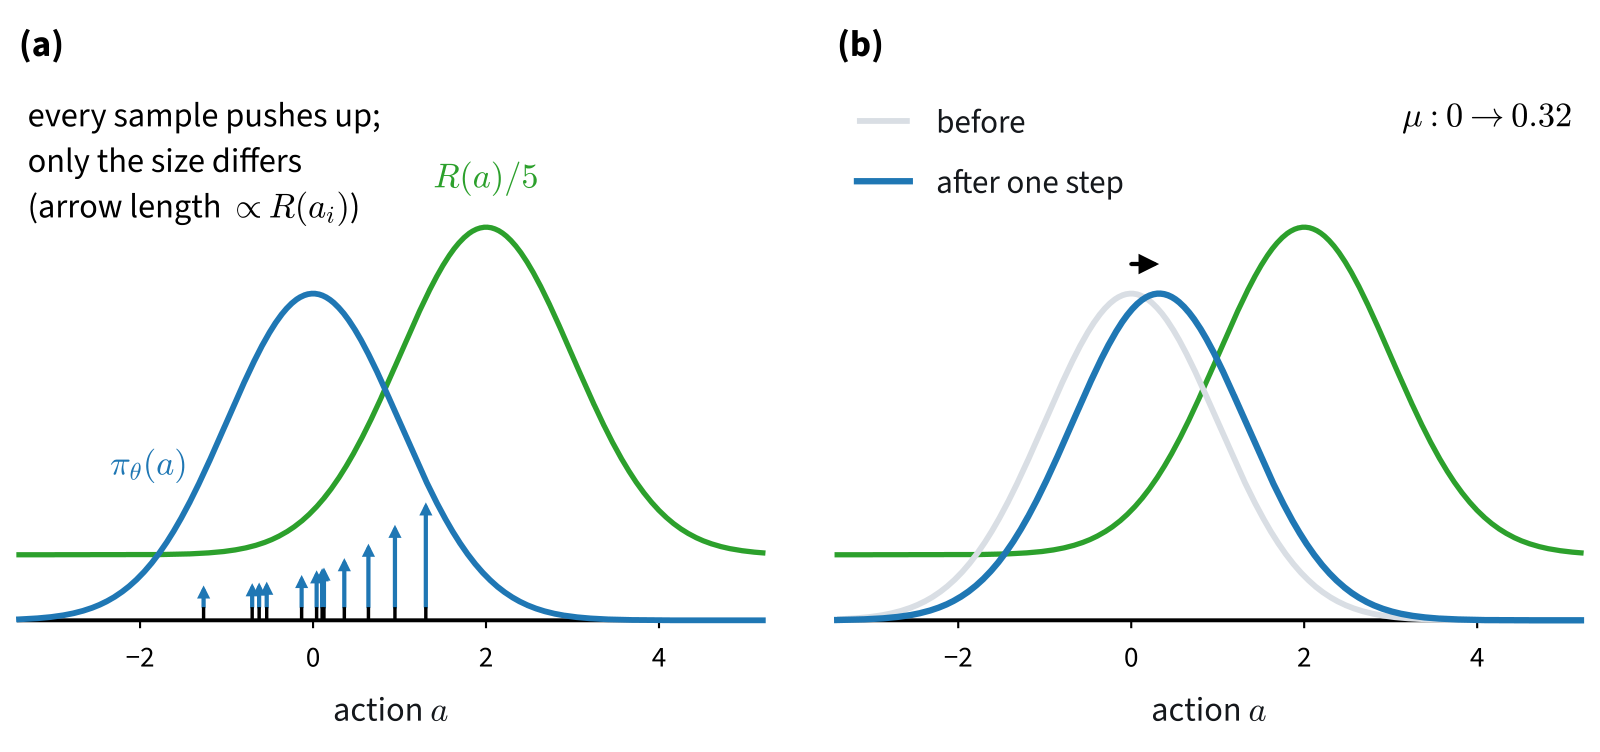 (a)
every sample pushes up;
only the size differs
(arrow length ∝ R(a_i))
R(a)/5
π_θ(a)
−2 0 2 4
action a
(b)
before
after one step
μ : 0 → 0.32
−2 0 2 4
action a